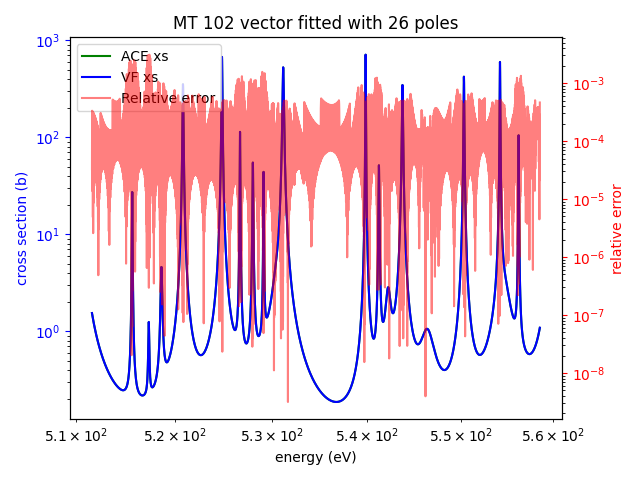 MT 102 vector fitted with 26 poles
ACE xs
VF xs
Relative error
cross section (b)
10³
10²
10¹
10⁰
relative error
10⁻³
10⁻⁴
10⁻⁵
10⁻⁶
10⁻⁷
10⁻⁸
5.1 × 10² 5.2 × 10² 5.3 × 10² 5.4 × 10² 5.5 × 10² 5.6 × 10²
energy (eV)